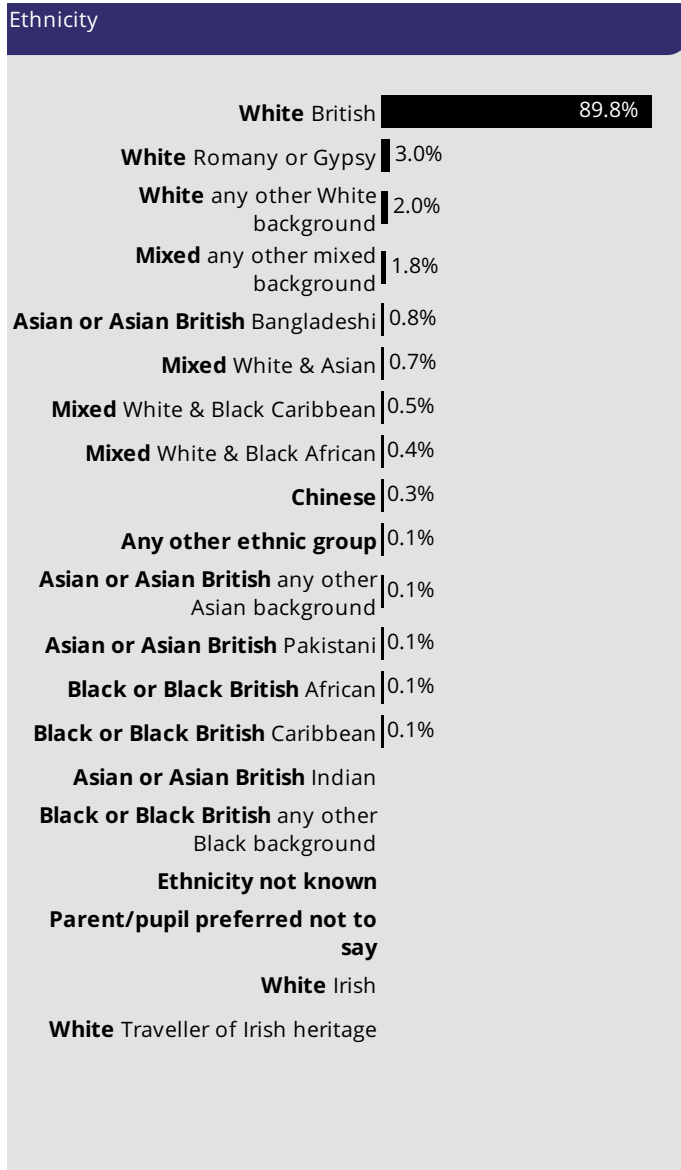 Ethnicity
White British 89.8%
White Romany or Gypsy 3.0%
White any other White
background
2.0%
Mixed any other mixed
background
1.8%
Asian or Asian British Bangladeshi 0.8%
Mixed White & Asian 0.7%
Mixed White & Black Caribbean 0.5%
Mixed White & Black African 0.4%
Chinese 0.3%
Any other ethnic group 0.1%
Asian or Asian British any other
Asian background
0.1%
Asian or Asian British Pakistani 0.1%
Black or Black British African 0.1%
Black or Black British Caribbean 0.1%
Asian or Asian British Indian
Black or Black British any other
Black background
Ethnicity not known
Parent/pupil preferred not to
say
White Irish
White Traveller of Irish heritage